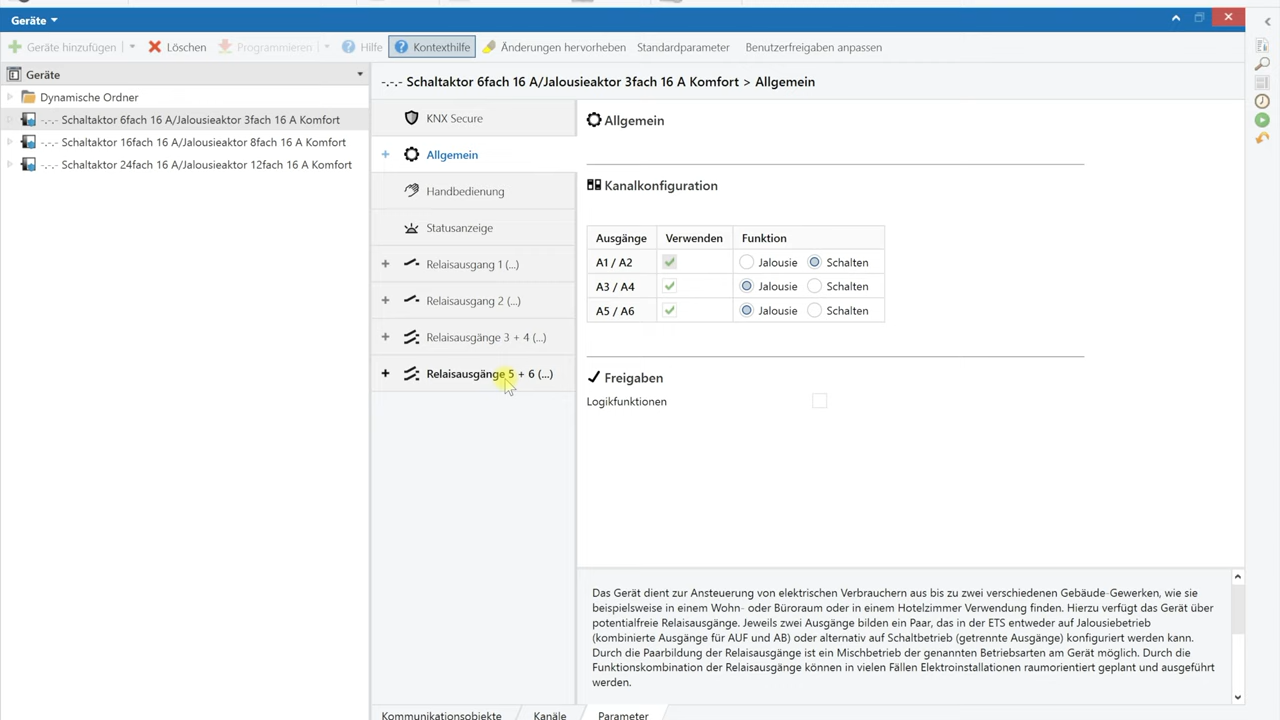 Geräte
Geräte hinzufügen Löschen Programmieren Hilfe Kontexthilfe Änderungen hervorheben Standardparameter Benutzerfreigaben anpassen
Geräte
Dynamische Ordner
-.-.- Schaltaktor 6fach 16 A/Jalousieaktor 3fach 16 A Komfort
-.-.- Schaltaktor 16fach 16 A/Jalousieaktor 8fach 16 A Komfort
-.-.- Schaltaktor 24fach 16 A/Jalousieaktor 12fach 16 A Komfort
-.-.- Schaltaktor 6fach 16 A/Jalousieaktor 3fach 16 A Komfort > Allgemein
KNX Secure
Allgemein
Handbedienung
Statusanzeige
Relaisausgang 1 (...)
Relaisausgang 2 (...)
Relaisausgänge 3 + 4 (...)
Relaisausgänge 5 + 6 (...)
Allgemein
Kanalkonfiguration
Ausgänge Verwenden Funktion
A1 / A2 Jalousie Schalten
A3 / A4 Jalousie Schalten
A5 / A6 Jalousie Schalten
Freigaben
Logikfunktionen
Das Gerät dient zur Ansteuerung von elektrischen Verbrauchern aus bis zu zwei verschiedenen Gebäude-Gewerken, wie sie
beispielsweise in einem Wohn- oder Büroraum oder in einem Hotelzimmer Verwendung finden. Hierzu verfügt das Gerät über
potentialfreie Relaisausgänge. Jeweils zwei Ausgänge bilden ein Paar, das in der ETS entweder auf Jalousiebetrieb
(kombinierte Ausgänge für AUF und AB) oder alternativ auf Schaltbetrieb (getrennte Ausgänge) konfiguriert werden kann.
Durch die Paarbildung der Relaisausgänge ist ein Mischbetrieb der genannten Betriebsarten am Gerät möglich. Durch die
Funktionskombination der Relaisausgänge können in vielen Fällen Elektroinstallationen raumorientiert geplant und ausgeführt
werden.
Kommunikationsobjekte Kanäle Parameter